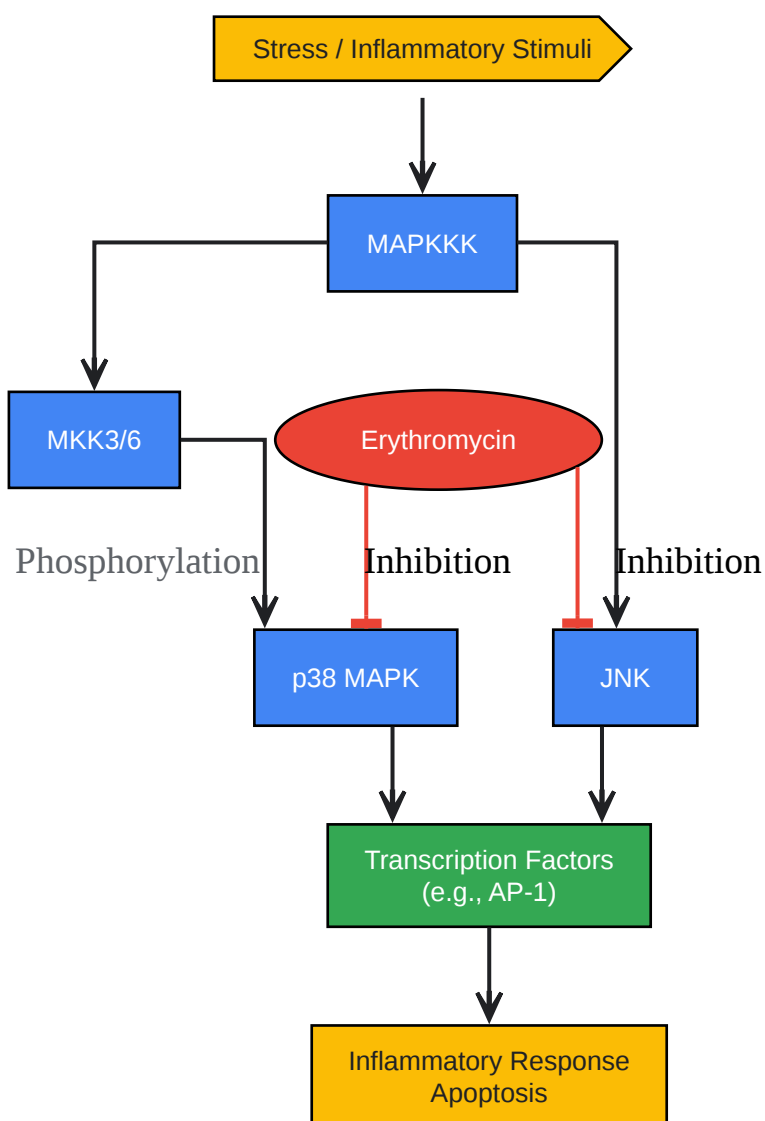 Stress / Inflammatory Stimuli
MAPKKK
MKK3/6
Erythromycin
Phosphorylation
Inhibition
Inhibition
p38 MAPK
JNK
Transcription Factors
(e.g., AP-1)
Inflammatory Response
Apoptosis